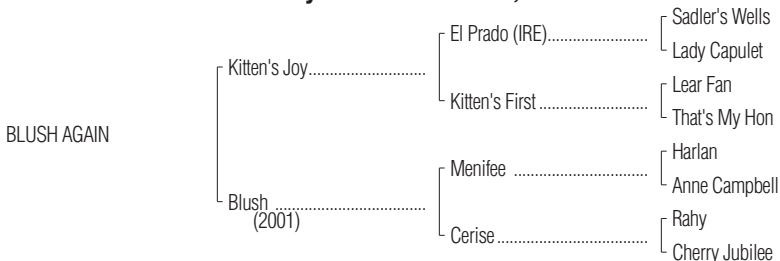 Sadler's Wells
El Prado (IRE)..........................
Lady Capulet
Kitten's Joy..............................
Lear Fan
Kitten's First ............................
That's My Hon
BLUSH AGAIN
Harlan
Menifee ..................................
Anne Campbell
Blush ......................................
(2001)
Rahy
Cerise.......................................
Cherry Jubilee